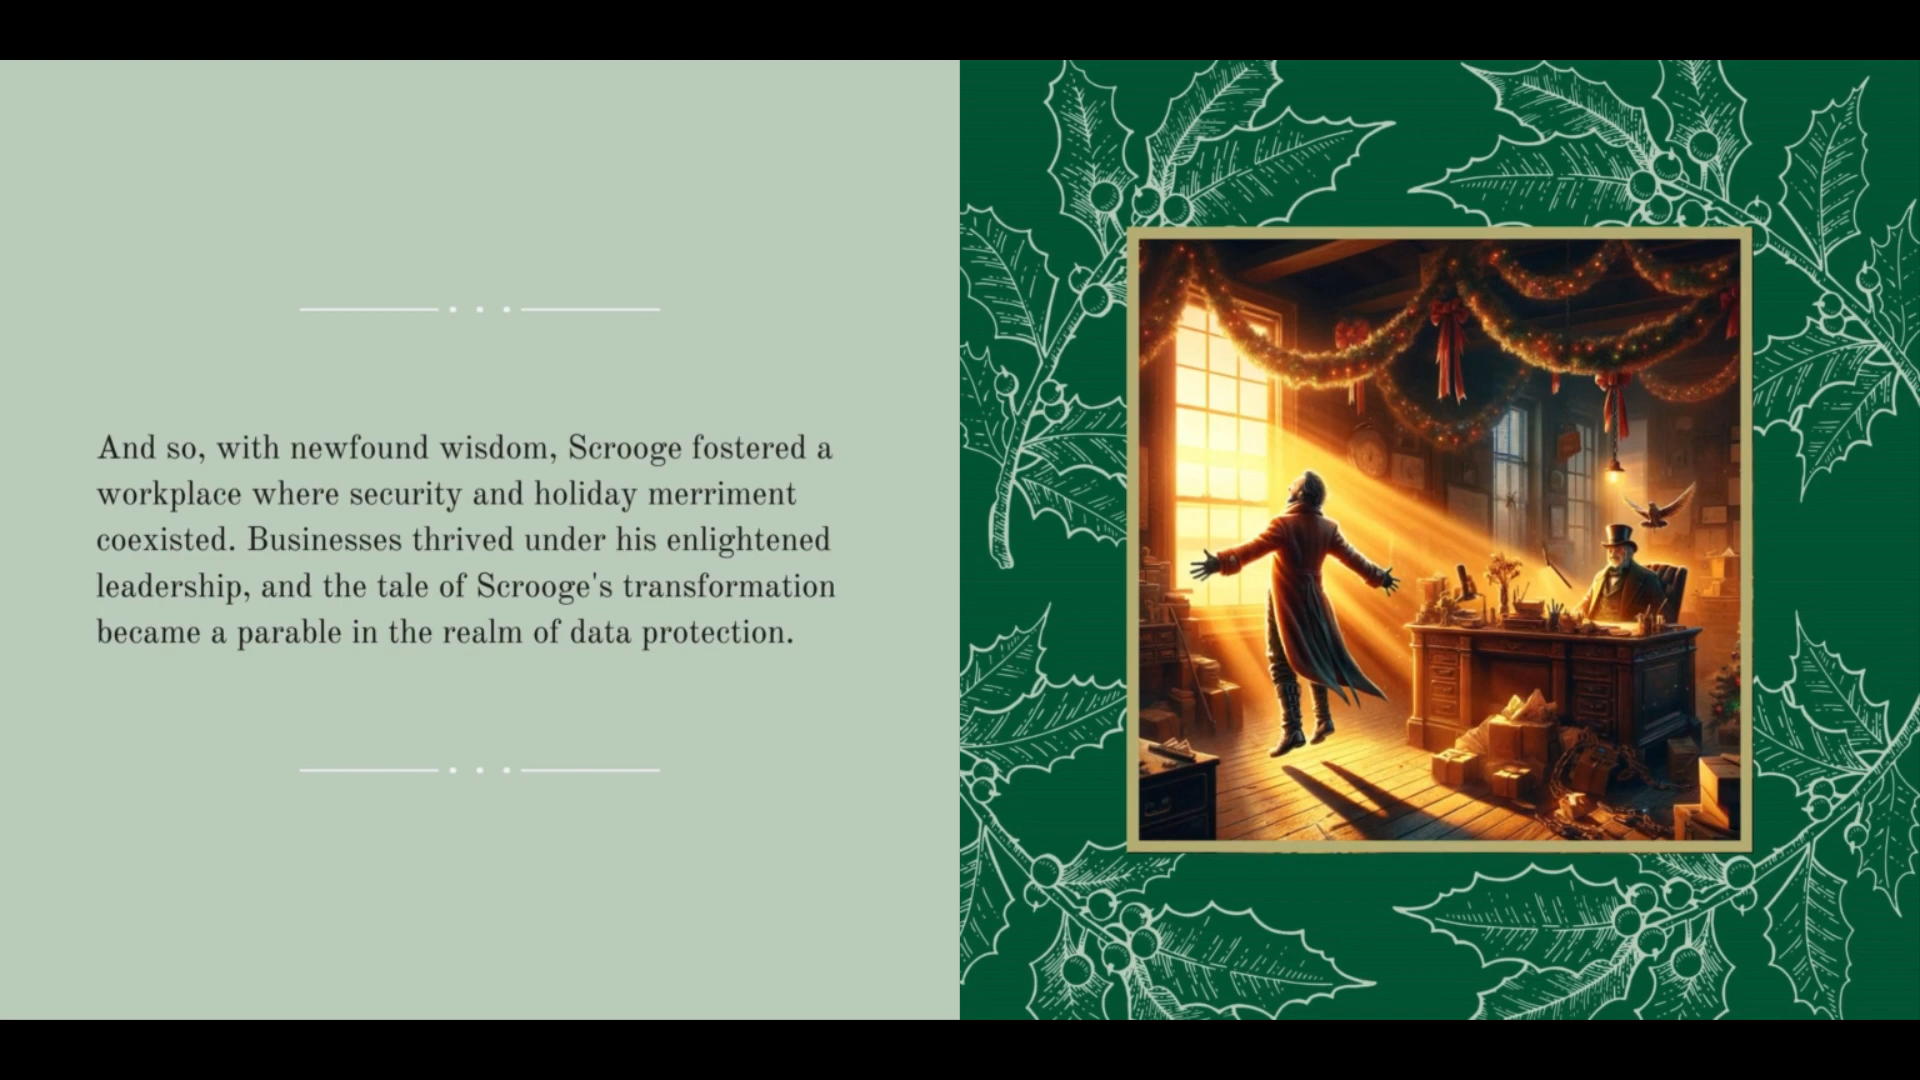 And so, with newfound wisdom, Scrooge fostered a
workplace where security and holiday merriment
coexisted. Businesses thrived under his enlightened
leadership, and the tale of Scrooge's transformation
became a parable in the realm of data protection.